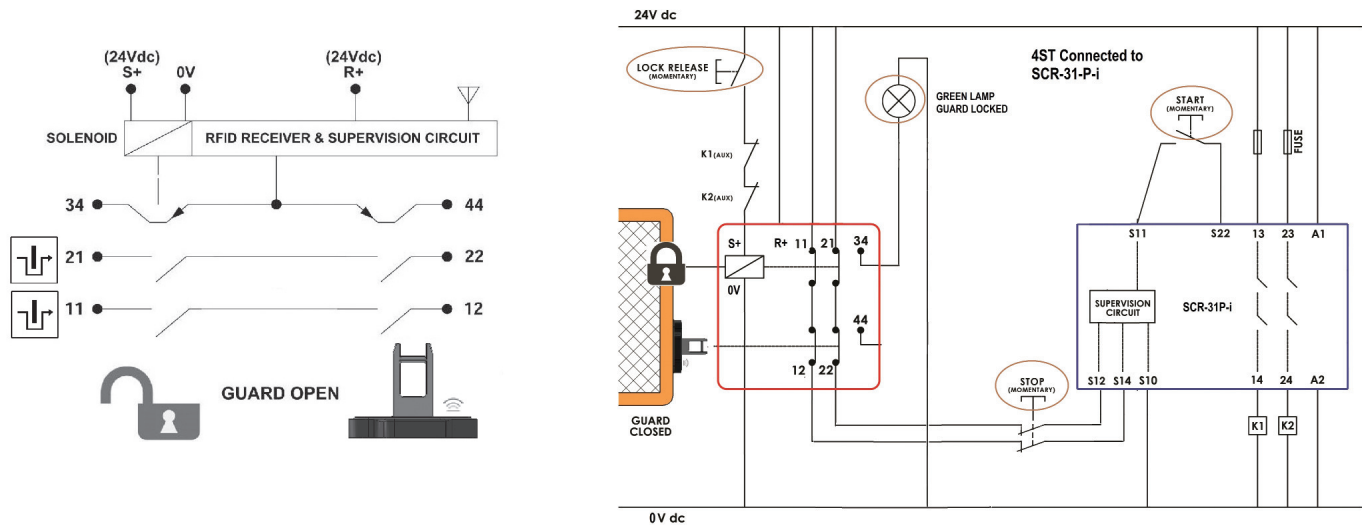 (24Vdc)
S+
0V
(24Vdc)
R+
SOLENOID
RFID RECEIVER & SUPERVISION CIRCUIT
34
44
21
22
11
12
GUARD OPEN
24V dc
LOCK RELEASE
(MOMENTARY)
GREEN LAMP
GUARD LOCKED
4ST Connected to
SCR-31-P-i
START
(MOMENTARY)
FUSE
K1(AUX)
K2(AUX)
S+
R+
11
21
34
0V
44
12
22
GUARD
CLOSED
S11
S22
13
23
A1
SUPERVISION
CIRCUIT
SCR-31P-i
S12
S14
S10
14
24
A2
STOP
(MOMENTARY)
K1
K2
0V dc